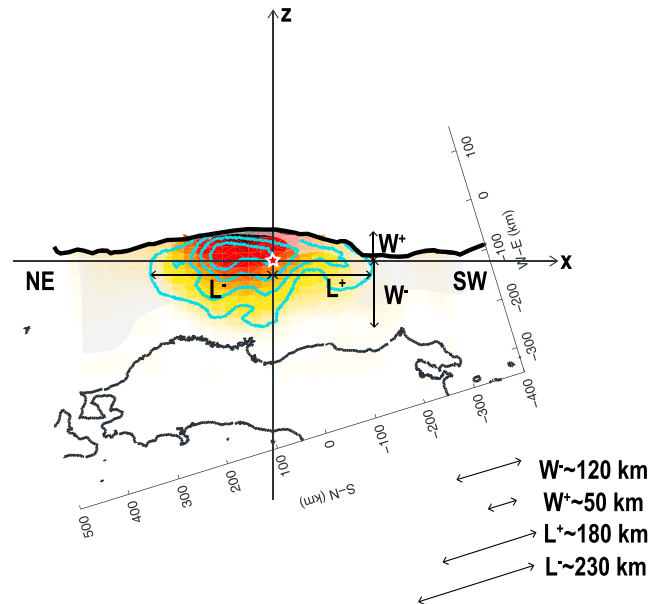 z
100
0
W–E (km)
–100
–200
–300
x
W⁺
NE
L⁻
L⁺
W⁻
SW
500
400
300
200
100
0
–100
–200
–300
–400
S–N (km)
W⁻~120 km
W⁺~50 km
L⁺~180 km
L⁻~230 km